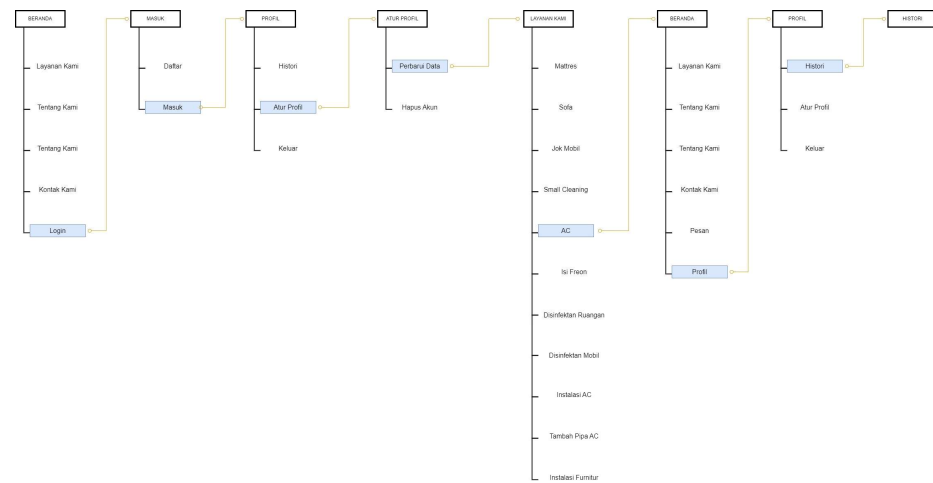 BERANDA
Layanan Kami
Tentang Kami
Tentang Kami
Kontak Kami
Login
MASUK
Daftar
Masuk
PROFIL
Histori
Atur Profil
Keluar
ATUR PROFIL
Perbarui Data
Hapus Akun
LAYANAN KAMI
Mattres
Sofa
Jok Mobil
Small Cleaning
AC
Isi Freon
Disinfektan Ruangan
Disinfektan Mobil
Instalasi AC
Tambah Pipa AC
Instalasi Furnitur
BERANDA
Layanan Kami
Tentang Kami
Tentang Kami
Kontak Kami
Pesan
Profil
PROFIL
Histori
Atur Profil
Keluar
HISTORI